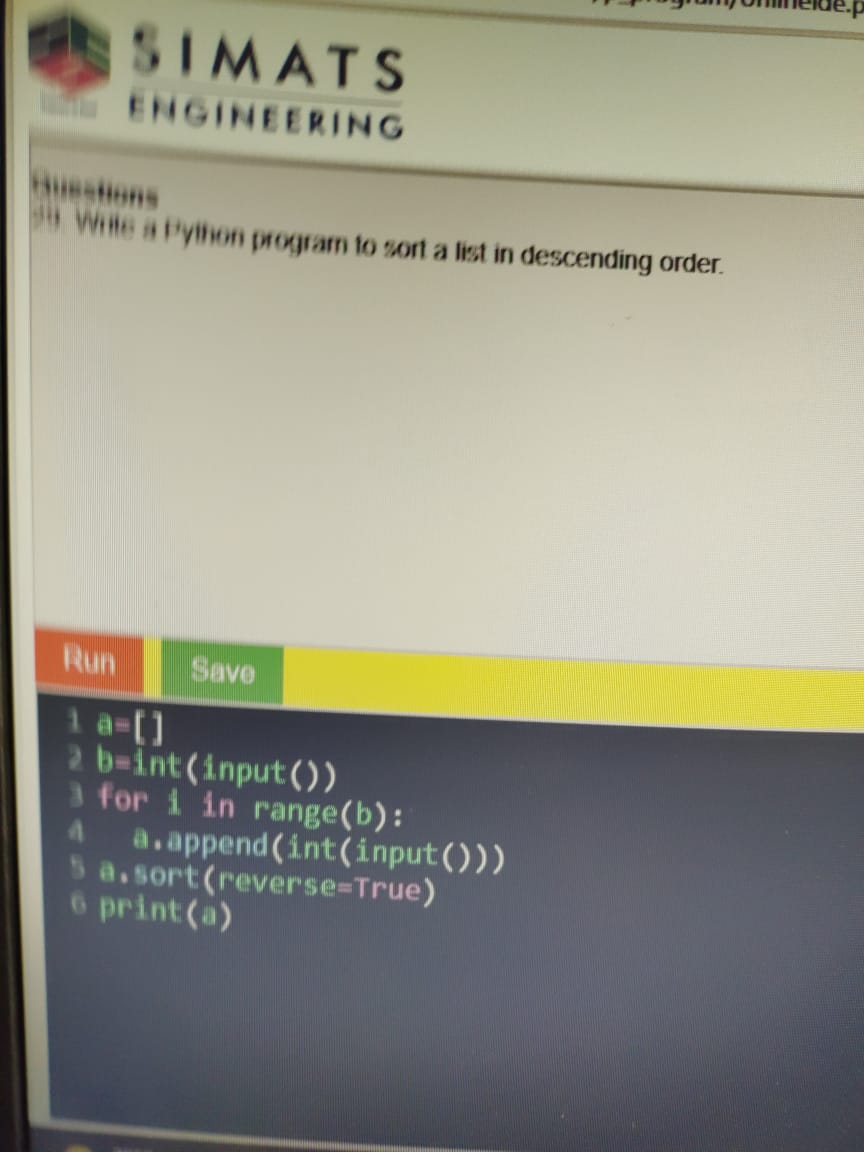 SIMATS
ENGINEERING
Questions
Write a Python program to sort a list in descending order.
Run
Save
1 a=[]
2 b=int(input())
3 for i in range(b):
4 a.append(int(input()))
5 a.sort(reverse=True)
6 print(a)